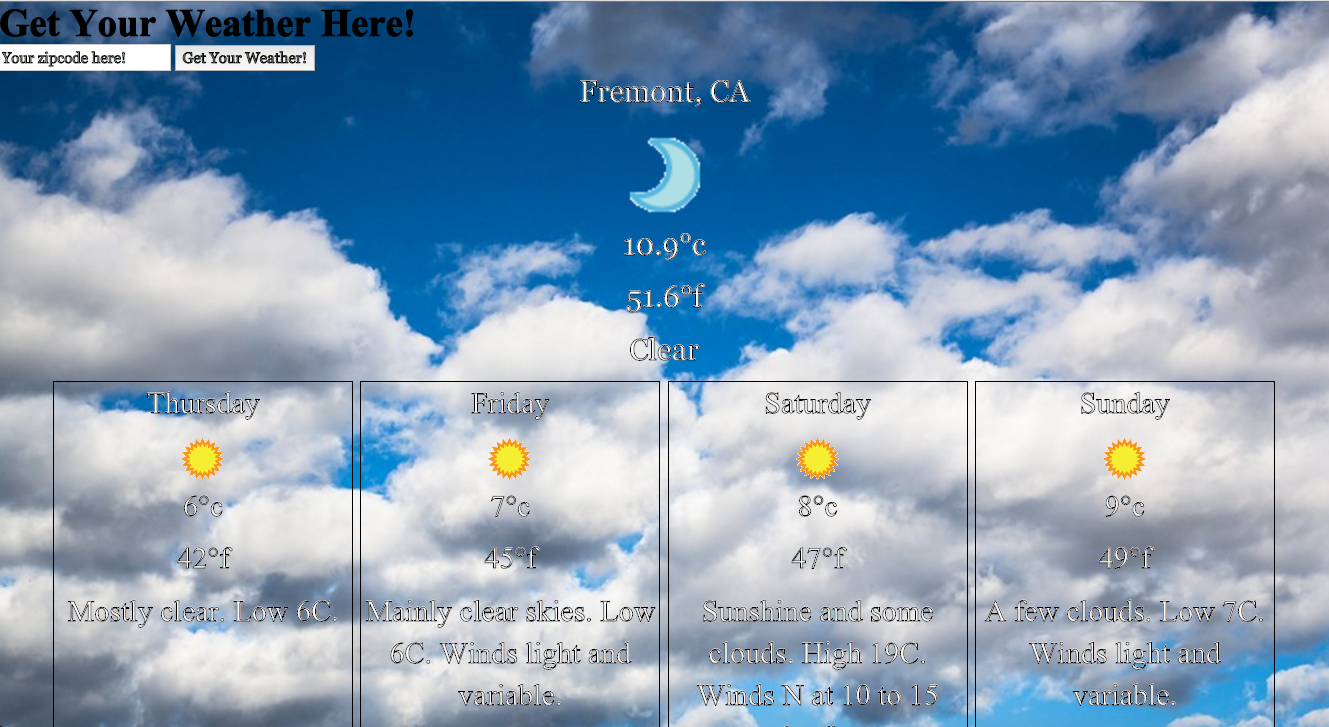 Get Your Weather Here!
Your zipcode here!
Get Your Weather!
Fremont, CA
10.9°c
51.6°f
Clear
Thursday
6°c
42°f
Mostly clear. Low 6C.
Friday
7°c
45°f
Mainly clear skies. Low
6C. Winds light and
variable.
Saturday
8°c
47°f
Sunshine and some
clouds. High 19C.
Winds N at 10 to 15
Sunday
9°c
49°f
A few clouds. Low 7C.
Winds light and
variable.